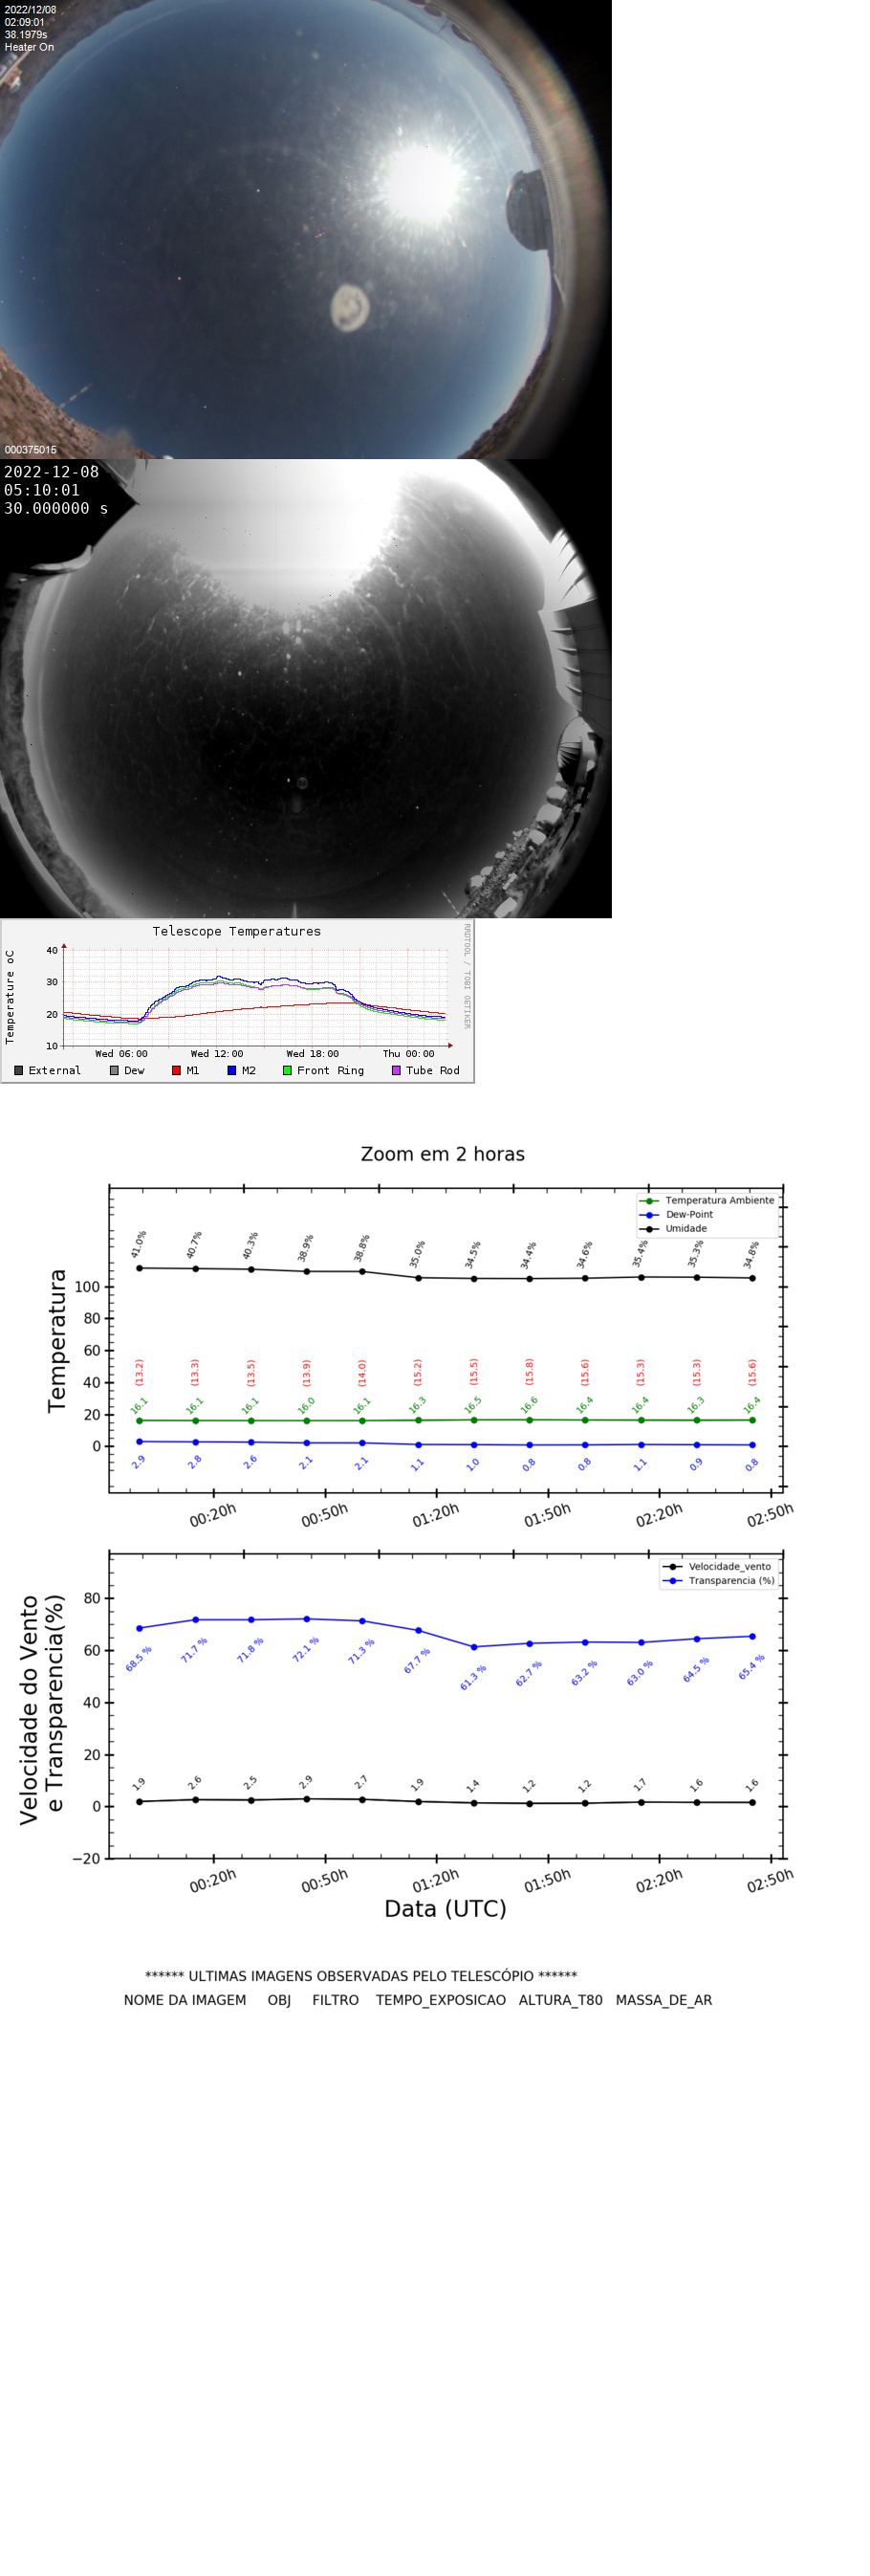 2022/12/08
02:09:01
38.1979s
Heater On
000375015
2022-12-08
05:10:01
30.000000 s
Telescope Temperatures
RRDTOOL / TOBI OETIKER
Temperature oC
40
30
20
10
Wed 06:00 Wed 12:00 Wed 18:00 Thu 00:00
External Dew M1 M2 Front Ring Tube Rod
Zoom em 2 horas
Temperatura Ambiente
Dew-Point
Umidade
Temperatura
100
80
60
40
20
0
41.0% 40.7% 40.3% 38.9% 38.8% 35.0% 34.5% 34.4% 34.6% 35.4% 35.3% 34.8%
(13.2) (13.3) (13.5) (13.9) (14.0) (15.2) (15.5) (15.8) (15.6) (15.3) (15.3) (15.6)
16.1 16.1 16.1 16.0 16.1 16.3 16.5 16.6 16.4 16.4 16.3 16.4
2.9 2.8 2.6 2.1 2.1 1.1 1.0 0.8 0.8 1.1 0.9 0.8
00:20h 00:50h 01:20h 01:50h 02:20h 02:50h
Velocidade_vento
Transparencia (%)
Velocidade do Vento
e Transparencia(%)
80
60
40
20
0
−20
68.5 % 71.7 % 71.8 % 72.1 % 71.3 % 67.7 % 61.3 % 62.7 % 63.2 % 63.0 % 64.5 % 65.4 %
1.9 2.6 2.5 2.9 2.7 1.9 1.4 1.2 1.2 1.7 1.6 1.6
00:20h 00:50h 01:20h 01:50h 02:20h 02:50h
Data (UTC)
****** ULTIMAS IMAGENS OBSERVADAS PELO TELESCÓPIO ******
NOME DA IMAGEM OBJ FILTRO TEMPO_EXPOSICAO ALTURA_T80 MASSA_DE_AR